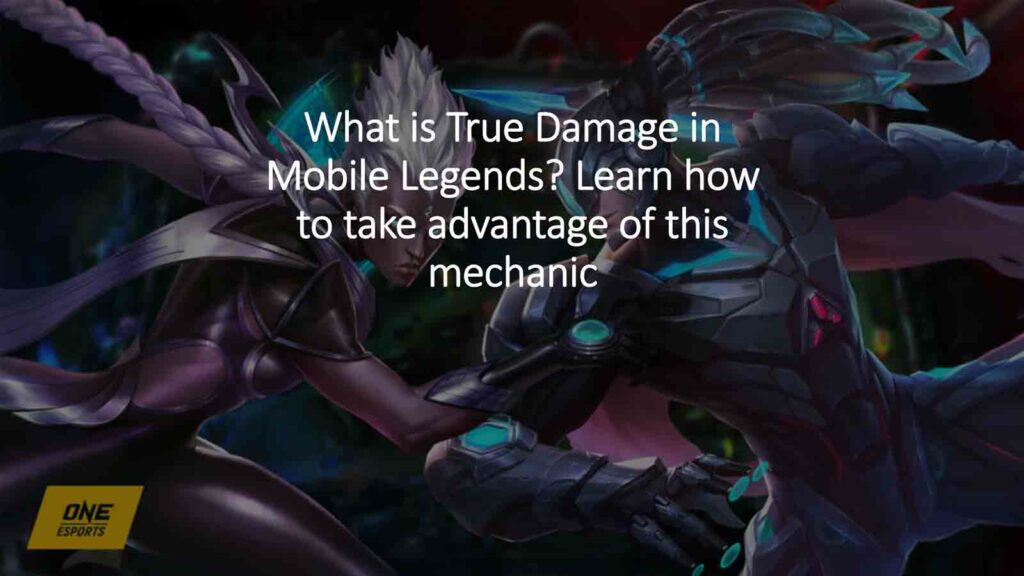 What is True Damage in
Mobile Legends? Learn how
to take advantage of this
mechanic
ONE
ESPORTS